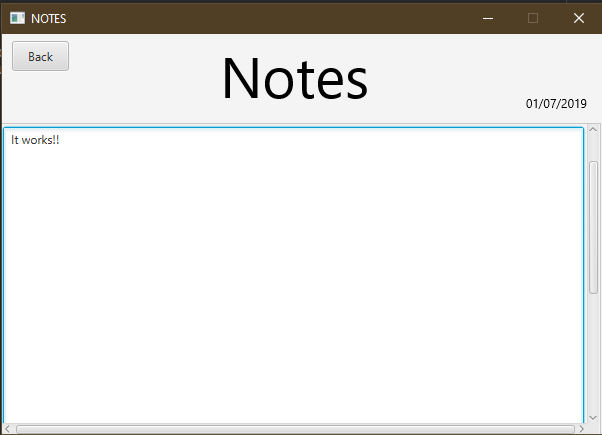 NOTES
Back
Notes
01/07/2019
It works!!